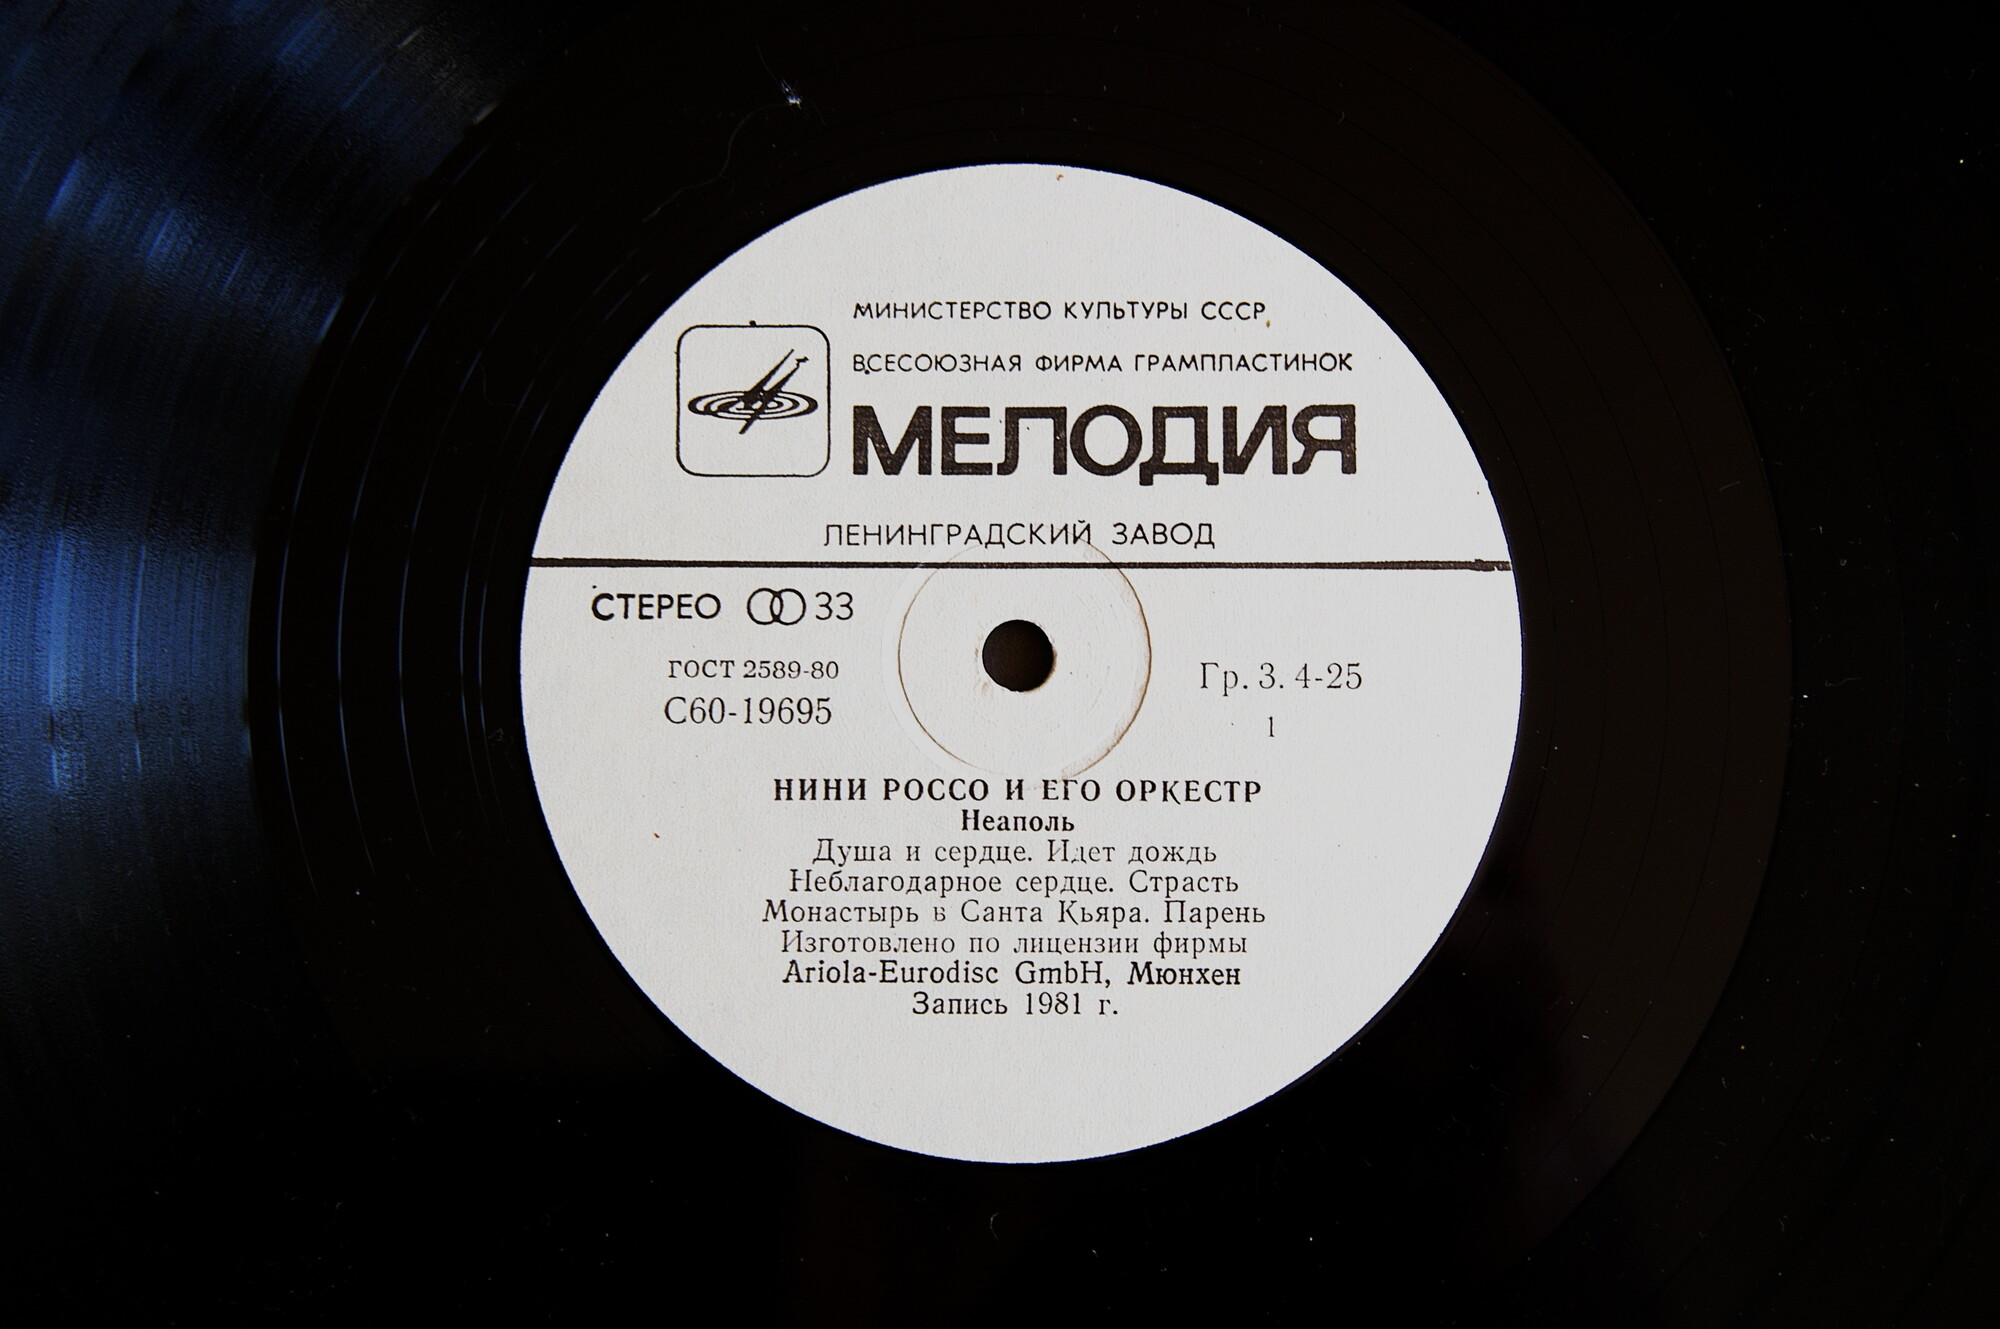 МИНИСТЕРСТВО КУЛЬТУРЫ СССР
ВСЕСОЮЗНАЯ ФИРМА ГРАМПЛАСТИНОК
МЕЛОДИЯ
ЛЕНИНГРАДСКИЙ ЗАВОД
СТЕРЕО 33
ГОСТ 2589-80
С60-19695
Гр. 3. 4-25
1
НИНИ РОССО И ЕГО ОРКЕСТР
Неаполь
Душа и сердце. Идет дождь
Неблагодарное сердце. Страсть
Монастырь в Санта Кьяра. Парень
Изготовлено по лицензии фирмы
Ariola-Eurodisc GmbH, Мюнхен
Запись 1981 г.